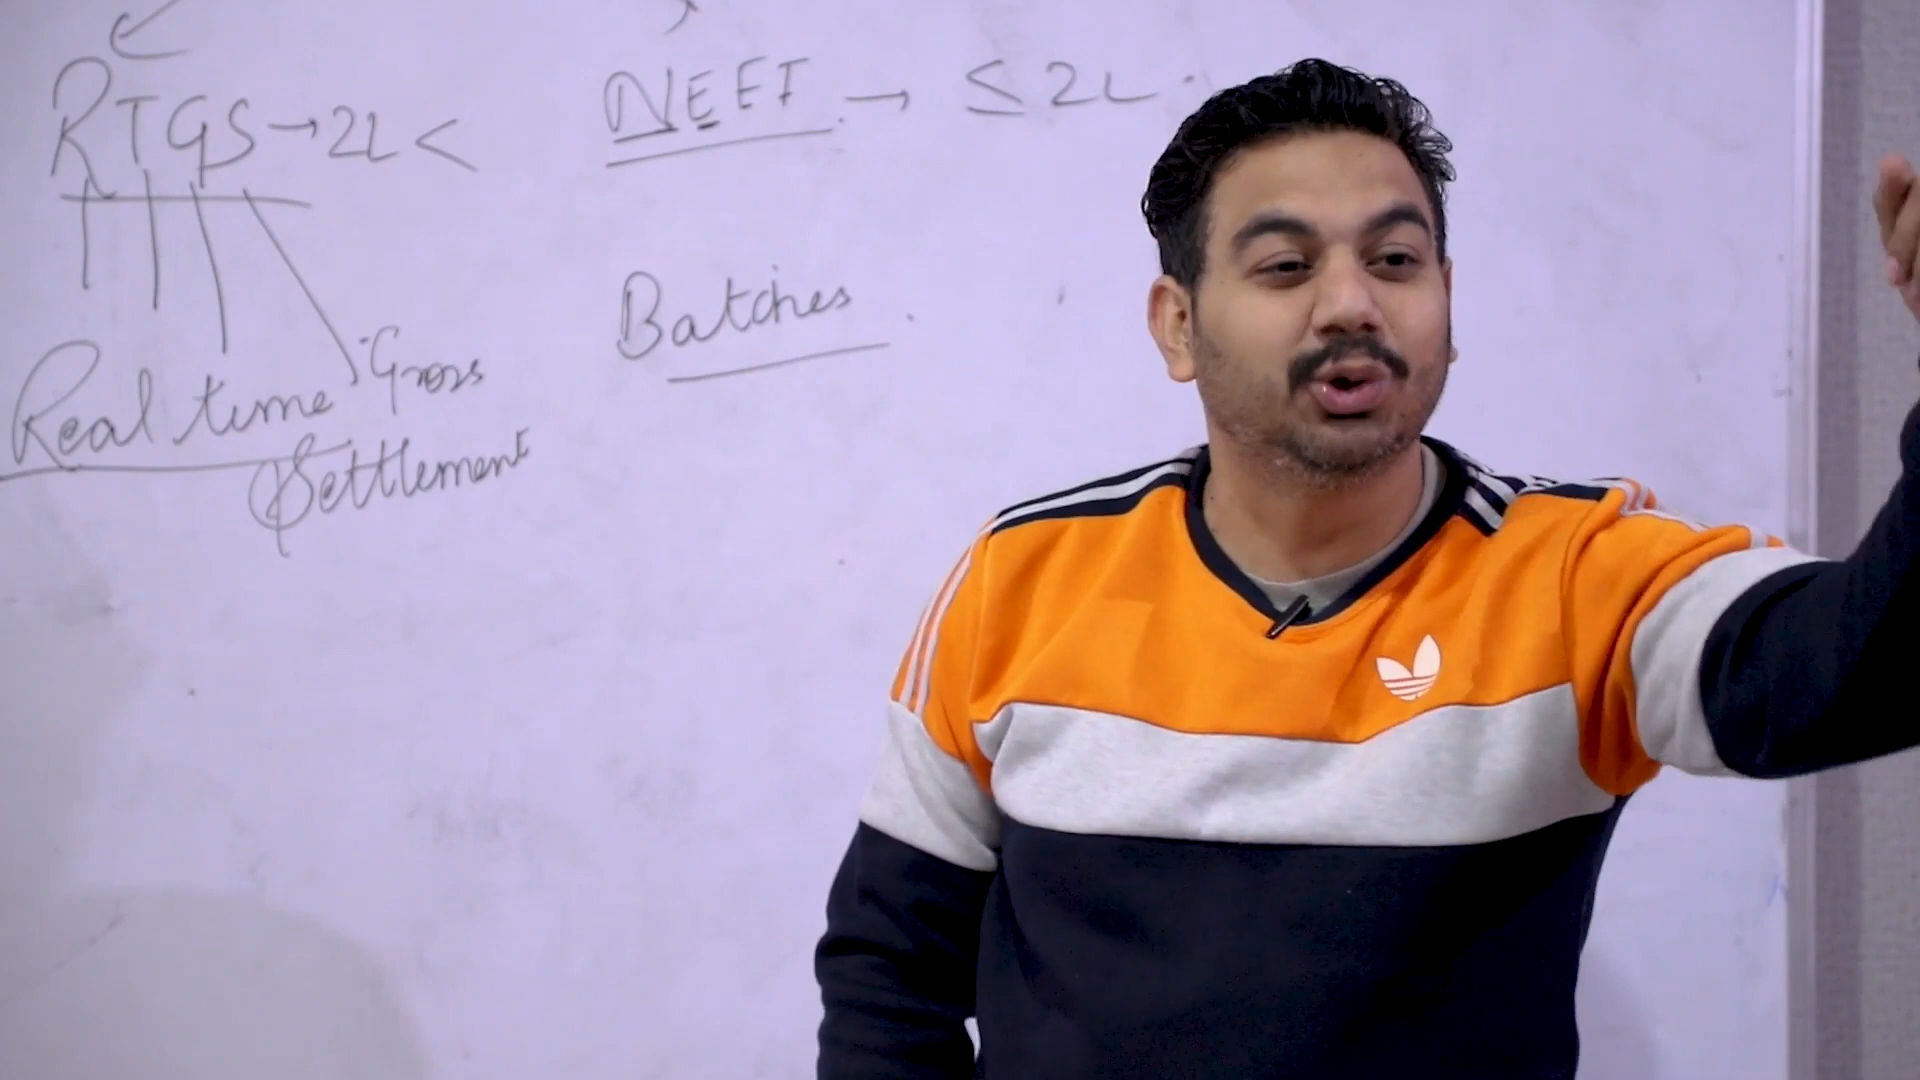 RTGS → 2L <
Real time Gross
Settlement
NEFT → ≤ 2L
Batches